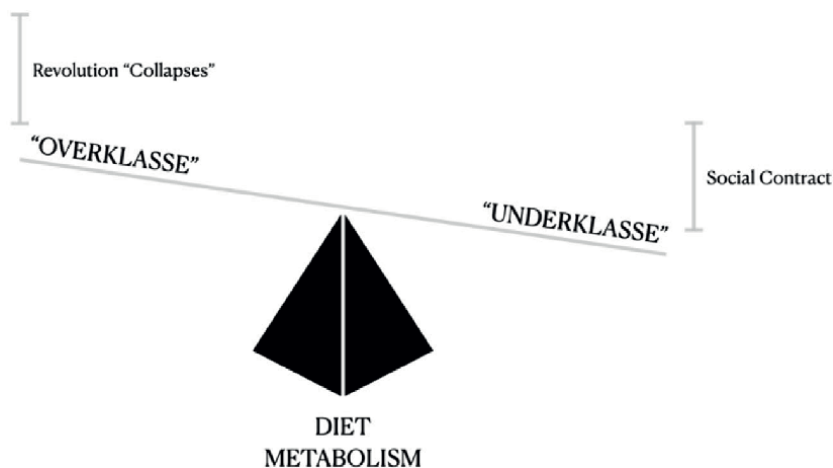 Revolution “Collapses”
“OVERKLASSE”
Social Contract
“UNDERKLASSE”
DIET
METABOLISM